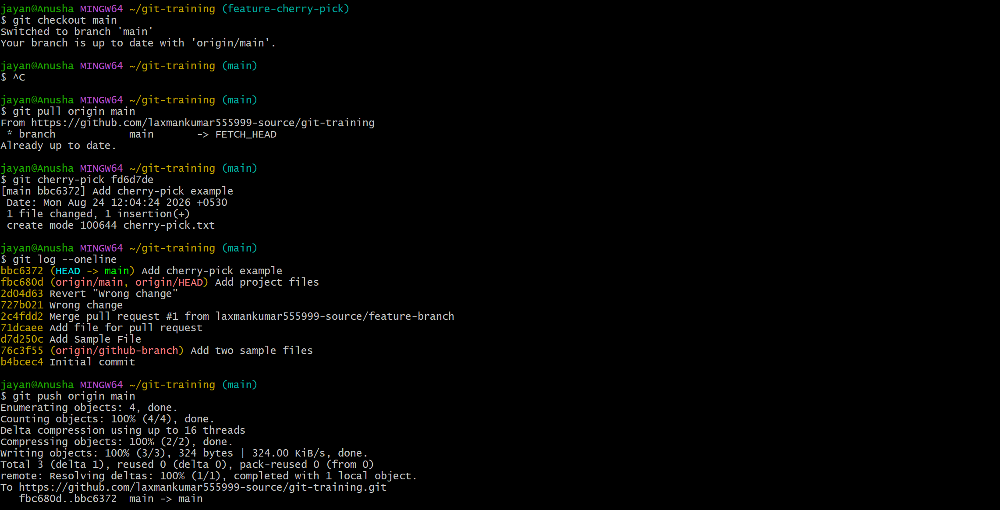 jayan@Anusha MINGW64 ~/git-training (feature-cherry-pick)
$ git checkout main
Switched to branch 'main'
Your branch is up to date with 'origin/main'.
jayan@Anusha MINGW64 ~/git-training (main)
$ ^C
jayan@Anusha MINGW64 ~/git-training (main)
$ git pull origin main
From https://github.com/laxmankumar555999-source/git-training
 * branch            main       -> FETCH_HEAD
Already up to date.
jayan@Anusha MINGW64 ~/git-training (main)
$ git cherry-pick fd6d7de
[main bbc6372] Add cherry-pick example
 Date: Mon Aug 24 12:04:24 2026 +0530
 1 file changed, 1 insertion(+)
 create mode 100644 cherry-pick.txt
jayan@Anusha MINGW64 ~/git-training (main)
$ git log --oneline
bbc6372 (HEAD -> main) Add cherry-pick example
fbc680d (origin/main, origin/HEAD) Add project files
2d04d63 Revert "Wrong change"
727b021 Wrong change
2c4fdd2 Merge pull request #1 from laxmankumar555999-source/feature-branch
71dcaee Add file for pull request
d7d250c Add Sample File
76c3f55 (origin/github-branch) Add two sample files
b4bcec4 Initial commit
jayan@Anusha MINGW64 ~/git-training (main)
$ git push origin main
Enumerating objects: 4, done.
Counting objects: 100% (4/4), done.
Delta compression using up to 16 threads
Compressing objects: 100% (2/2), done.
Writing objects: 100% (3/3), 324 bytes | 324.00 KiB/s, done.
Total 3 (delta 1), reused 0 (delta 0), pack-reused 0 (from 0)
remote: Resolving deltas: 100% (1/1), completed with 1 local object.
To https://github.com/laxmankumar555999-source/git-training.git
   fbc680d..bbc6372  main -> main